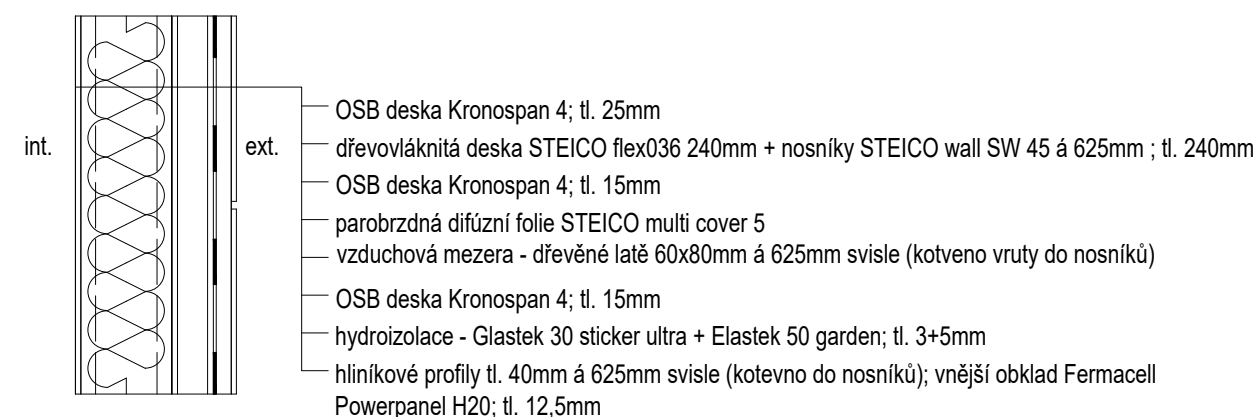 int.
ext.
OSB deska Kronospan 4; tl. 25mm
dřevovláknitá deska STEICO flex036 240mm + nosníky STEICO wall SW 45 á 625mm ; tl. 240mm
OSB deska Kronospan 4; tl. 15mm
parobrzdná difúzní folie STEICO multi cover 5
vzduchová mezera - dřevěné latě 60x80mm á 625mm svisle (kotveno vruty do nosníků)
OSB deska Kronospan 4; tl. 15mm
hydroizolace - Glastek 30 sticker ultra + Elastek 50 garden; tl. 3+5mm
hliníkové profily tl. 40mm á 625mm svisle (kotevno do nosníků); vnější obklad Fermacell
Powerpanel H20; tl. 12,5mm